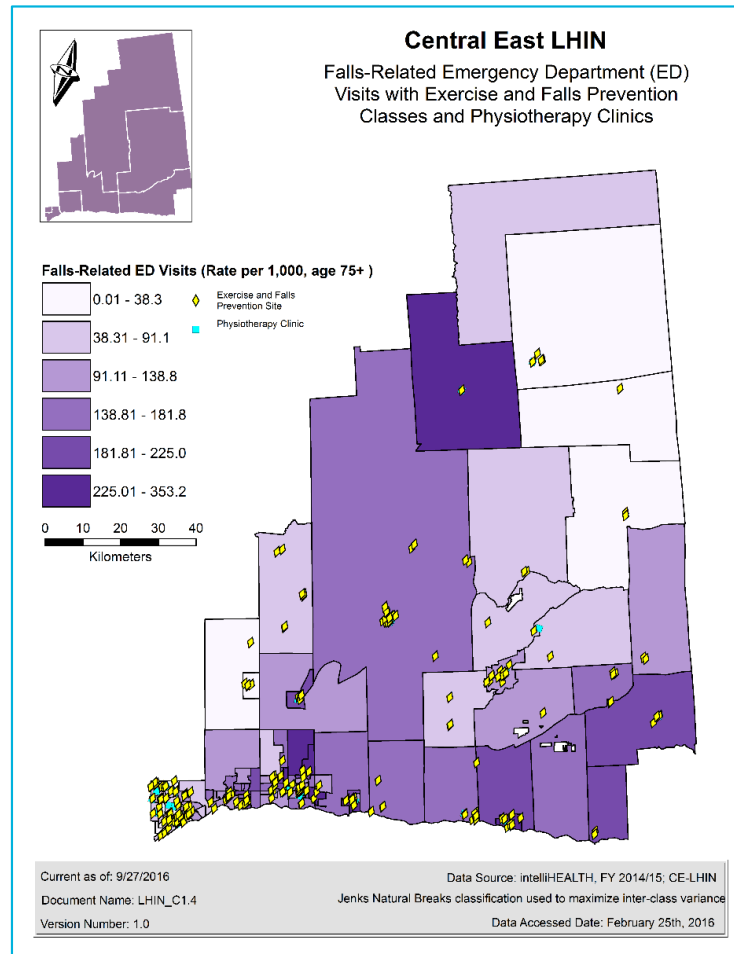 Central East LHIN
Falls-Related Emergency Department (ED)
Visits with Exercise and Falls Prevention
Classes and Physiotherapy Clinics
Falls-Related ED Visits (Rate per 1,000, age 75+ )
0.01 - 38.3
38.31 - 91.1
91.11 - 138.8
138.81 - 181.8
181.81 - 225.0
225.01 - 353.2
Exercise and Falls
Prevention Site
Physiotherapy Clinic
0 10 20 30 40
Kilometers
Current as of: 9/27/2016
Document Name: LHIN_C1.4
Version Number: 1.0
Data Source: intelliHEALTH, FY 2014/15; CE-LHIN
Jenks Natural Breaks classification used to maximize inter-class variance
Data Accessed Date: February 25th, 2016